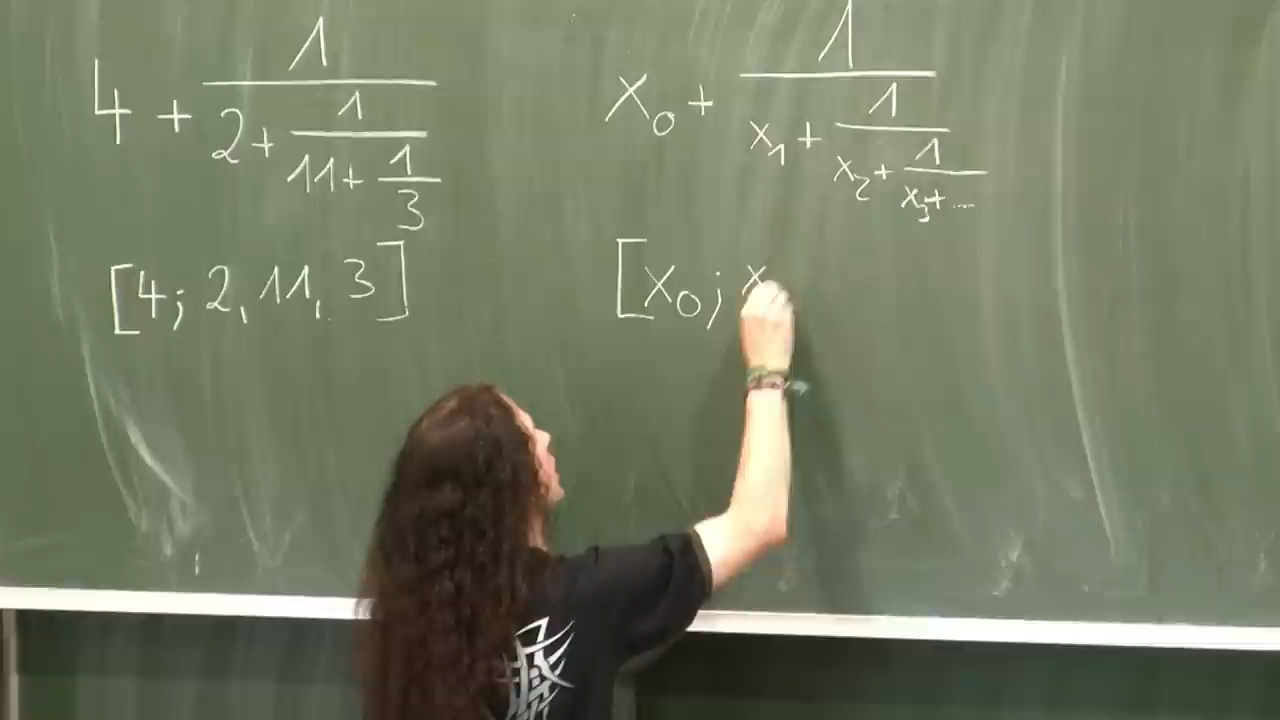 4 + 1
2 + 1
11 + 1
3
[4; 2, 11, 3]
x₀ + 1
x₁ + 1
x₂ + 1
x₃ + ...
[x₀; x